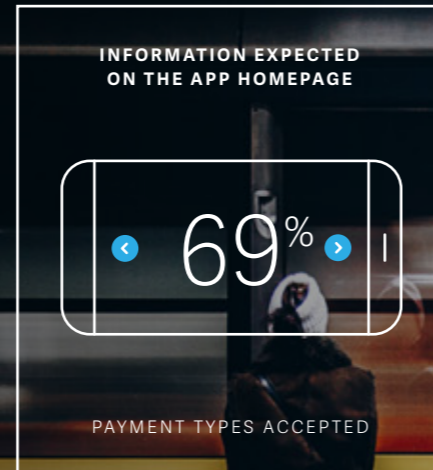 INFORMATION EXPECTED
ON THE APP HOMEPAGE
69%
PAYMENT TYPES ACCEPTED